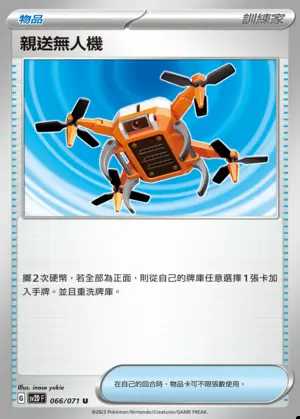 物品
訓練家
親送無人機
擲2次硬幣，若全部為正面，則從自己的牌庫任意選擇1張卡
加入手牌。並且重洗牌庫。
Illus. inose yukie
G SV2D F 066/071 U
在自己的回合時，物品卡可不限張數使用。
©2023 Pokémon/Nintendo/Creatures/GAME FREAK.